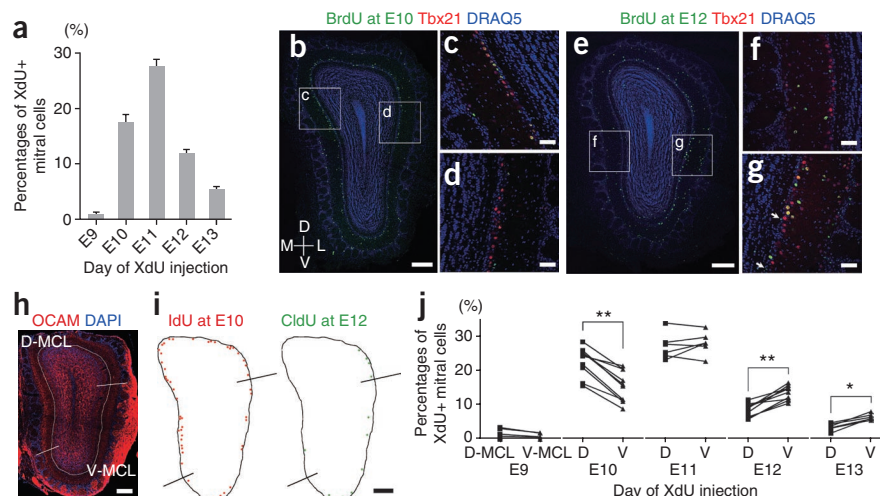 a
(%)
30
20
10
0
Percentages of XdU+
mitral cells
E9
E10
E11
E12
E13
Day of XdU injection
BrdU at E10 Tbx21 DRAQ5
b
c
d
D
M L
V
c
d
BrdU at E12 Tbx21 DRAQ5
e
f
g
f
g
h
OCAM DAPI
D-MCL
V-MCL
i
IdU at E10
CldU at E12
j
(%)
30
20
10
0
Percentages of
XdU+ mitral cells
**
**
*
D-MCL V-MCL D V D V D V D V
E9 E10 E11 E12 E13
Day of XdU injection